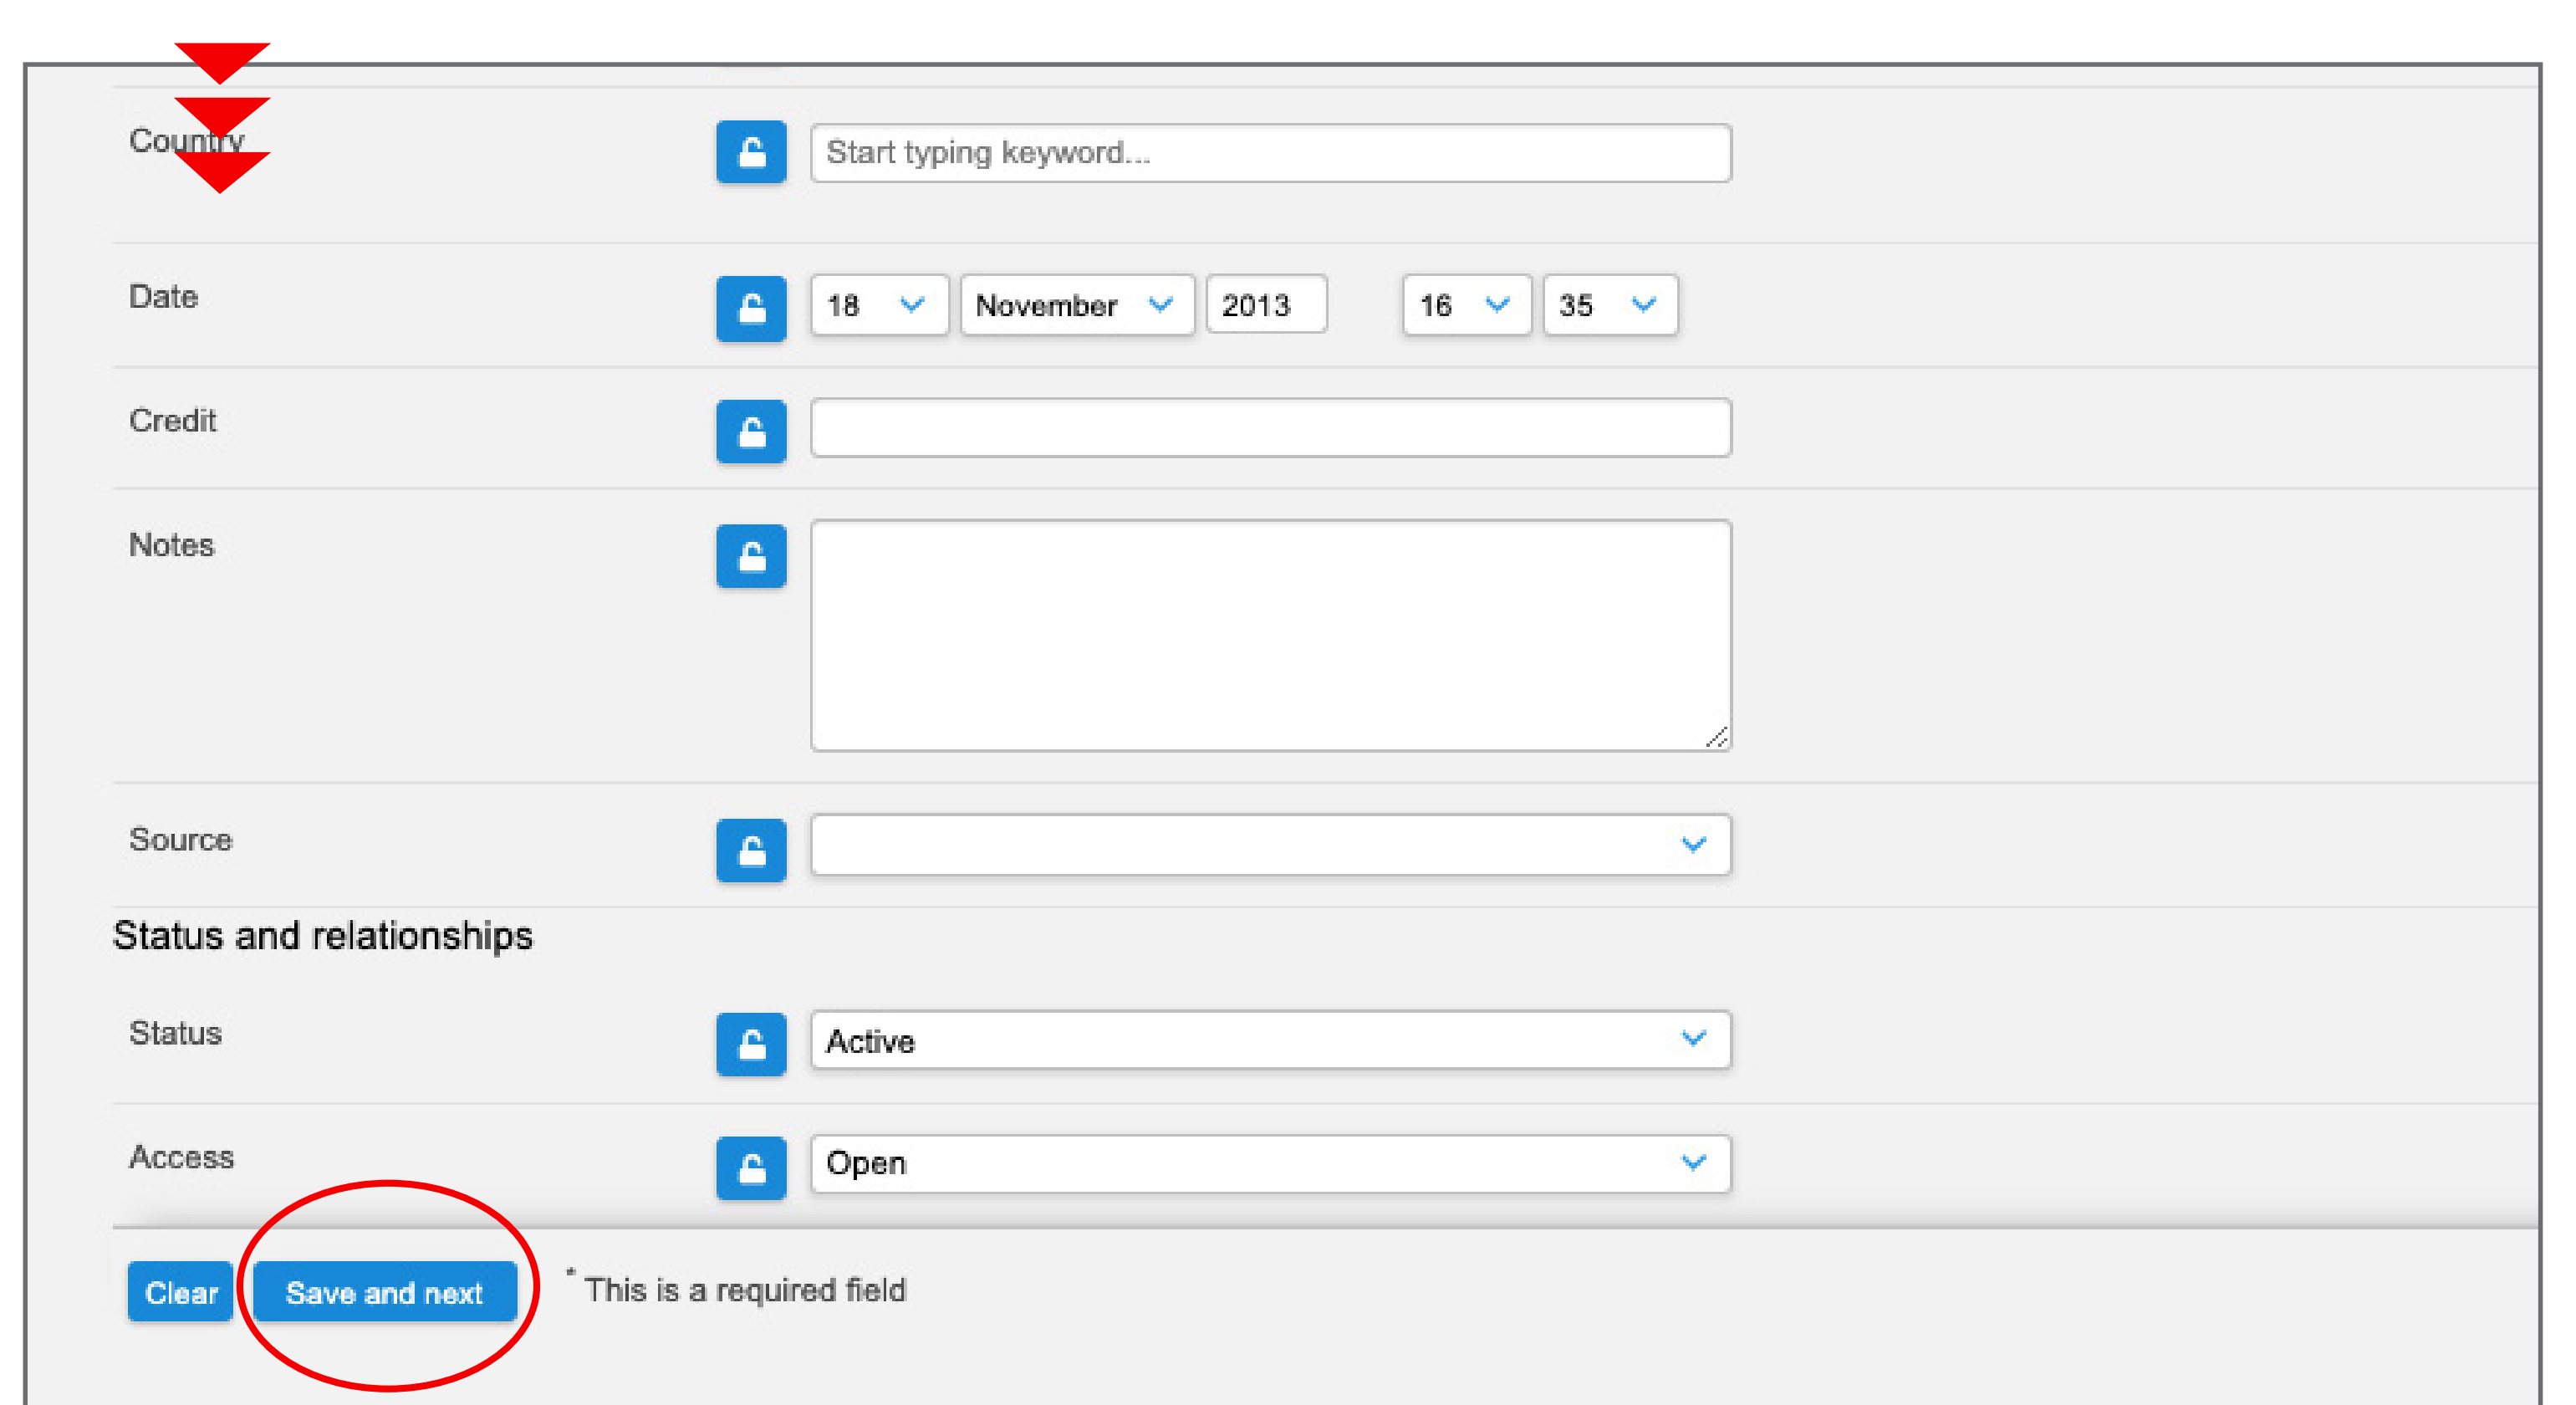 Country
Start typing keyword...
Date
18 November 2013 16 35
Credit
Notes
Source
Status and relationships
Status
Active
Access
Open
Clear Save and next * This is a required field